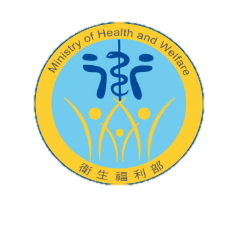 Ministry of Health and Welfare
衛生福利部